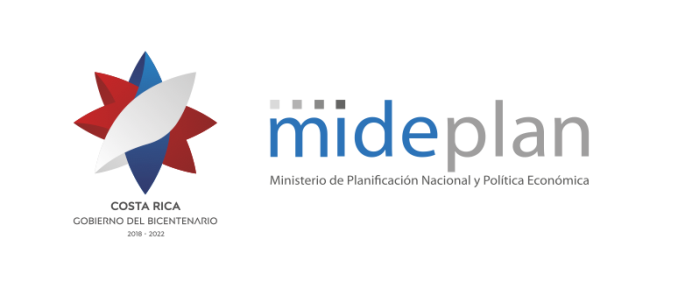 COSTA RICA
GOBIERNO DEL BICENTENARIO
2018 - 2022
mideplan
Ministerio de Planificación Nacional y Política Económica